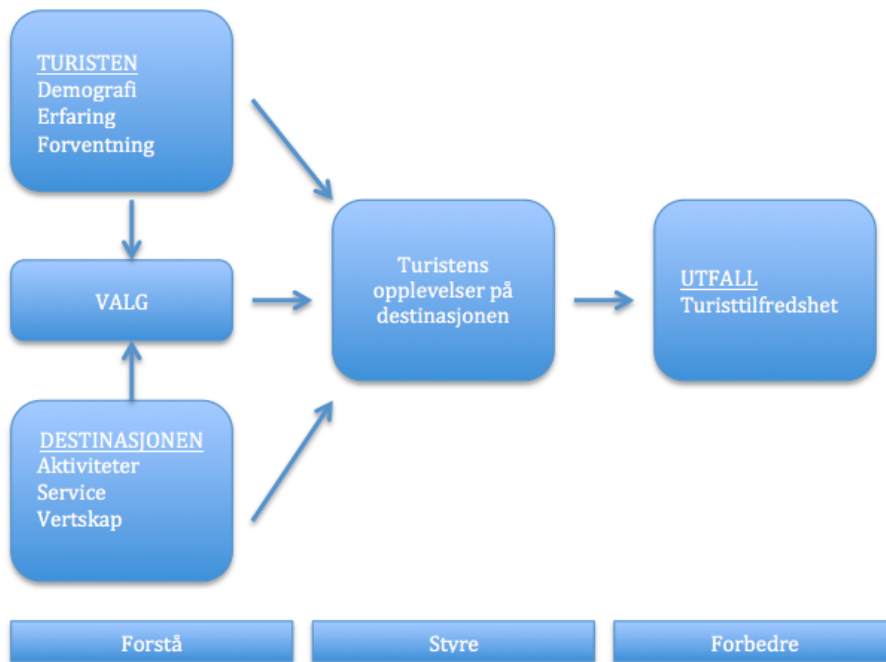 TURISTEN
Demografi
Erfaring
Forventning
VALG
DESTINASJONEN
Aktiviteter
Service
Vertskap
Turistens
opplevelser på
destinasjonen
UTFALL
Turisttilfredshet
Forstå
Styre
Forbedre